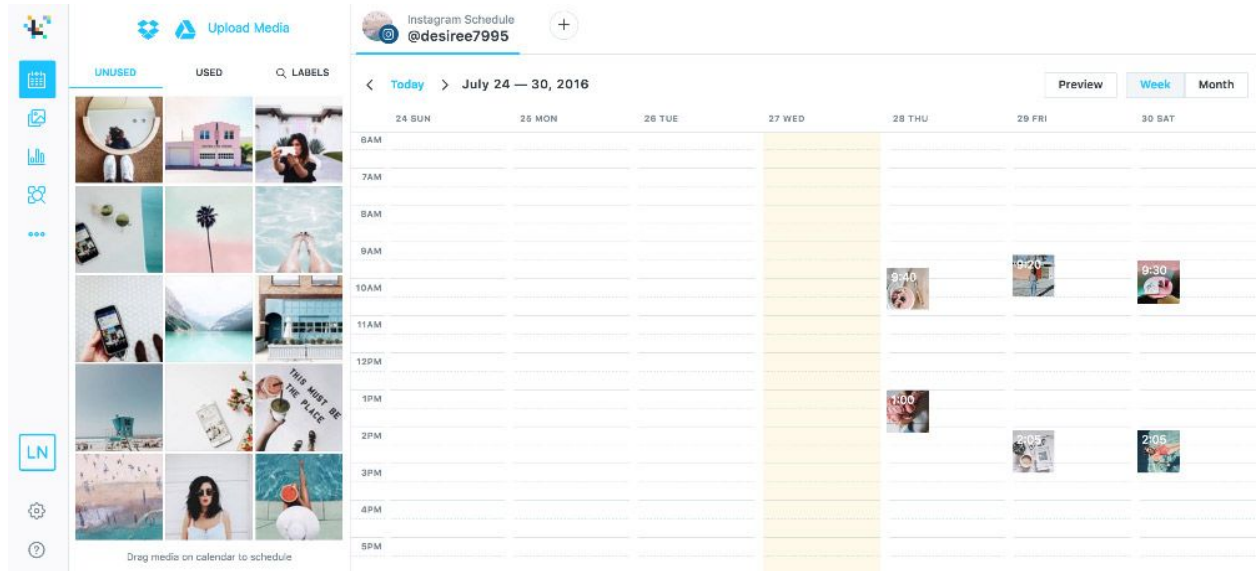 Upload Media
UNUSED USED LABELS
THIS MUST BE
THE PLACE
LN
Drag media on calendar to schedule
Instagram Schedule
@desiree7995
+
< Today > July 24 — 30, 2016
Preview Week Month
24 SUN 25 MON 26 TUE 27 WED 28 THU 29 FRI 30 SAT
6AM
7AM
8AM
9AM
9:20
9:40 9:30
10AM
11AM
12PM
1PM
1:00
2PM
2:05 2:05
3PM
4PM
5PM
?